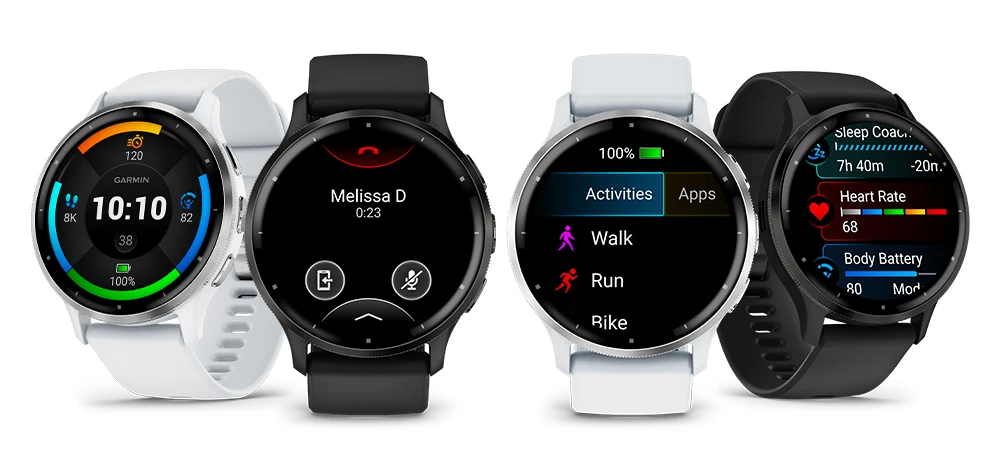 120
GARMIN
10:10
8K
82
38
100%
Melissa D
0:23
100%
Activities
Apps
Walk
Run
Bike
Sleep Coach
7h 40m
-20m
Heart Rate
68
Body Battery
80
Mod